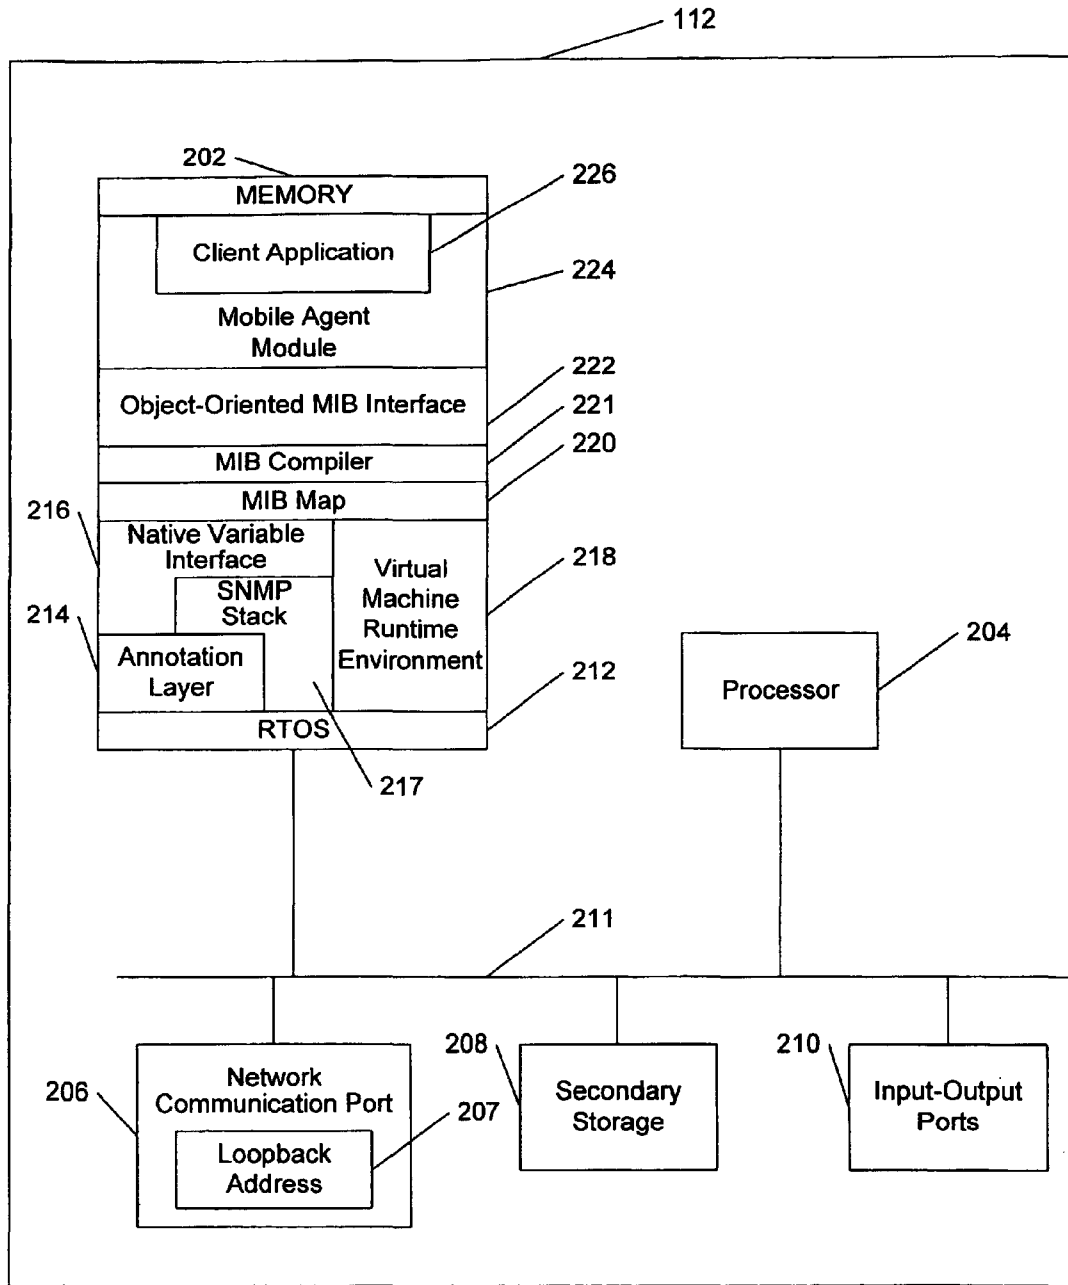 112
202
MEMORY
226
Client Application
224
Mobile Agent
Module
222
Object-Oriented MIB Interface
221
MIB Compiler
220
MIB Map
216
Native Variable
Interface
218
Virtual
Machine
Runtime
Environment
SNMP
Stack
214
Annotation
Layer
212
RTOS
217
204
Processor
211
206
Network
Communication Port
207
Loopback
Address
208
Secondary
Storage
210
Input-Output
Ports